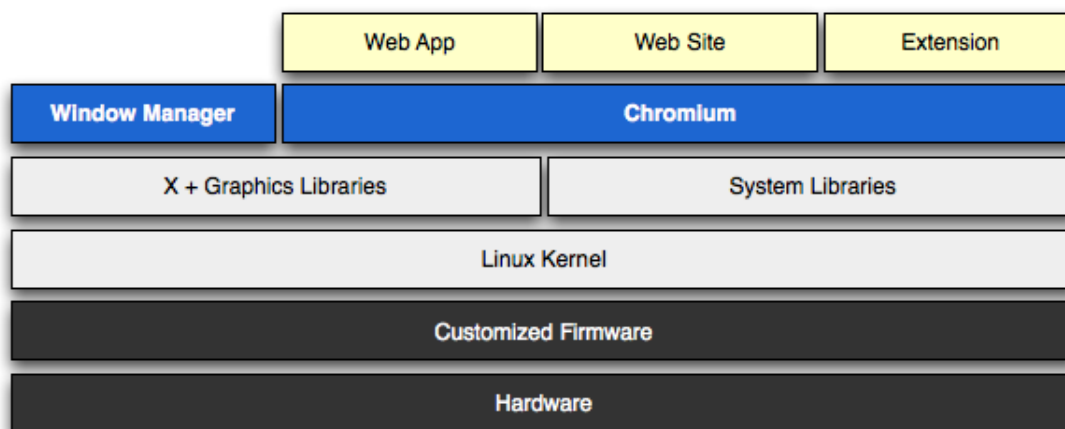 Web App
Web Site
Extension
Window Manager
Chromium
X + Graphics Libraries
System Libraries
Linux Kernel
Customized Firmware
Hardware